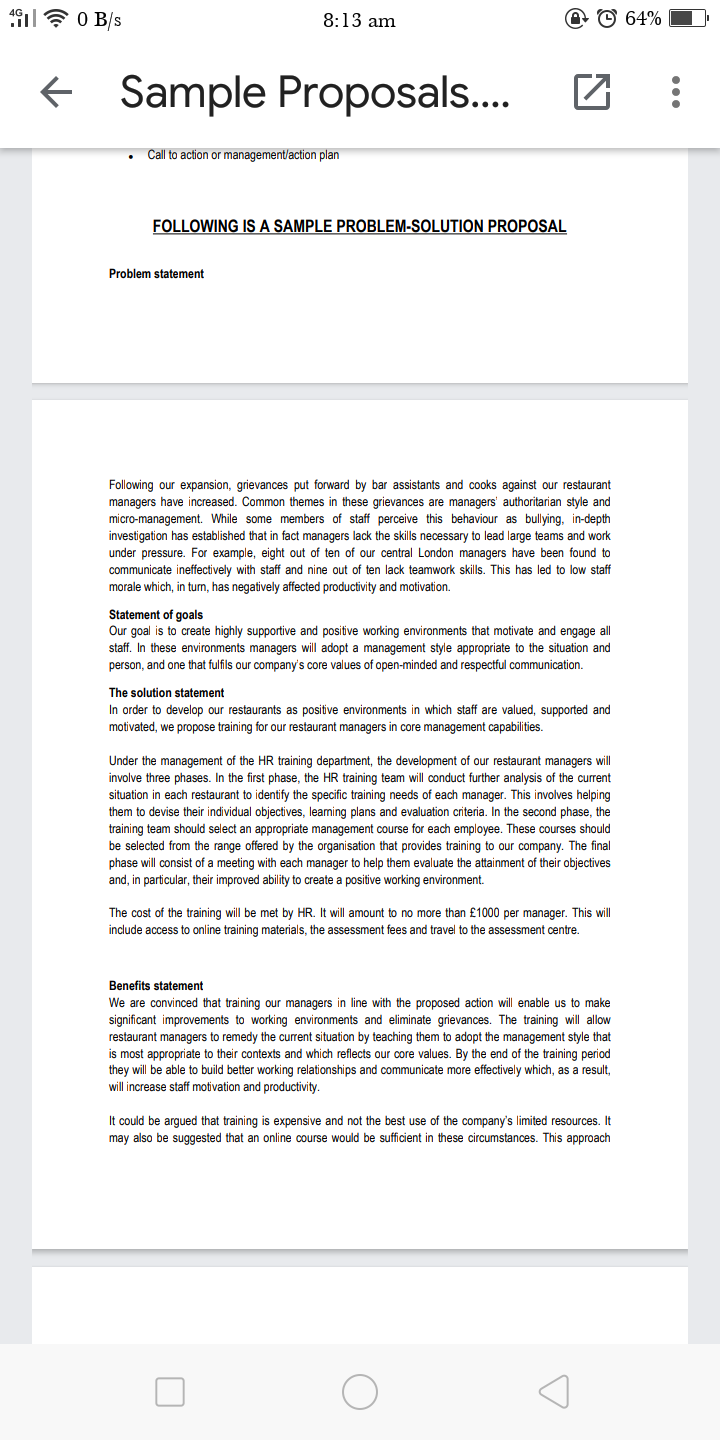 4G 0 B/s 8:13 am 64%
Sample Proposals....
• Call to action or management/action plan
FOLLOWING IS A SAMPLE PROBLEM-SOLUTION PROPOSAL
Problem statement
Following our expansion, grievances put forward by bar assistants and cooks against our restaurant
managers have increased. Common themes in these grievances are managers' authoritarian style and
micro-management. While some members of staff perceive this behaviour as bullying, in-depth
investigation has established that in fact managers lack the skills necessary to lead large teams and work
under pressure. For example, eight out of ten of our central London managers have been found to
communicate ineffectively with staff and nine out of ten lack teamwork skills. This has led to low staff
morale which, in turn, has negatively affected productivity and motivation.
Statement of goals
Our goal is to create highly supportive and positive working environments that motivate and engage all
staff. In these environments managers will adopt a management style appropriate to the situation and
person, and one that fulfils our company's core values of open-minded and respectful communication.
The solution statement
In order to develop our restaurants as positive environments in which staff are valued, supported and
motivated, we propose training for our restaurant managers in core management capabilities.
Under the management of the HR training department, the development of our restaurant managers will
involve three phases. In the first phase, the HR training team will conduct further analysis of the current
situation in each restaurant to identify the specific training needs of each manager. This involves helping
them to devise their individual objectives, learning plans and evaluation criteria. In the second phase, the
training team should select an appropriate management course for each employee. These courses should
be selected from the range offered by the organisation that provides training to our company. The final
phase will consist of a meeting with each manager to help them evaluate the attainment of their objectives
and, in particular, their improved ability to create a positive working environment.
The cost of the training will be met by HR. It will amount to no more than £1000 per manager. This will
include access to online training materials, the assessment fees and travel to the assessment centre.
Benefits statement
We are convinced that training our managers in line with the proposed action will enable us to make
significant improvements to working environments and eliminate grievances. The training will allow
restaurant managers to remedy the current situation by teaching them to adopt the management style that
is most appropriate to their contexts and which reflects our core values. By the end of the training period
they will be able to build better working relationships and communicate more effectively which, as a result,
will increase staff motivation and productivity.
It could be argued that training is expensive and not the best use of the company's limited resources. It
may also be suggested that an online course would be sufficient in these circumstances. This approach